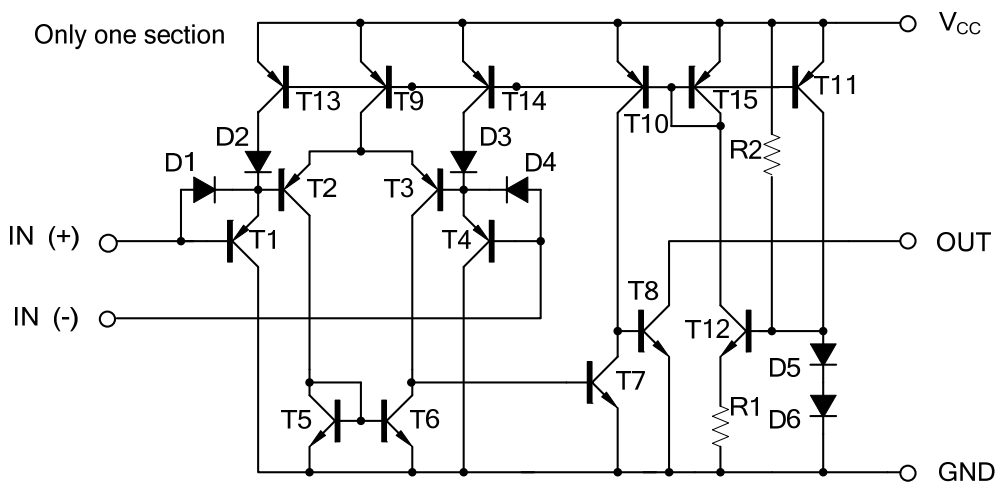 Only one section
VCC
T13
T9
T14
T10
T15
T11
D2
D3
D1
D4
R2
T2
T3
IN (+)
T1
T4
OUT
IN (-)
T8
T12
D5
T7
T5
T6
R1
D6
GND